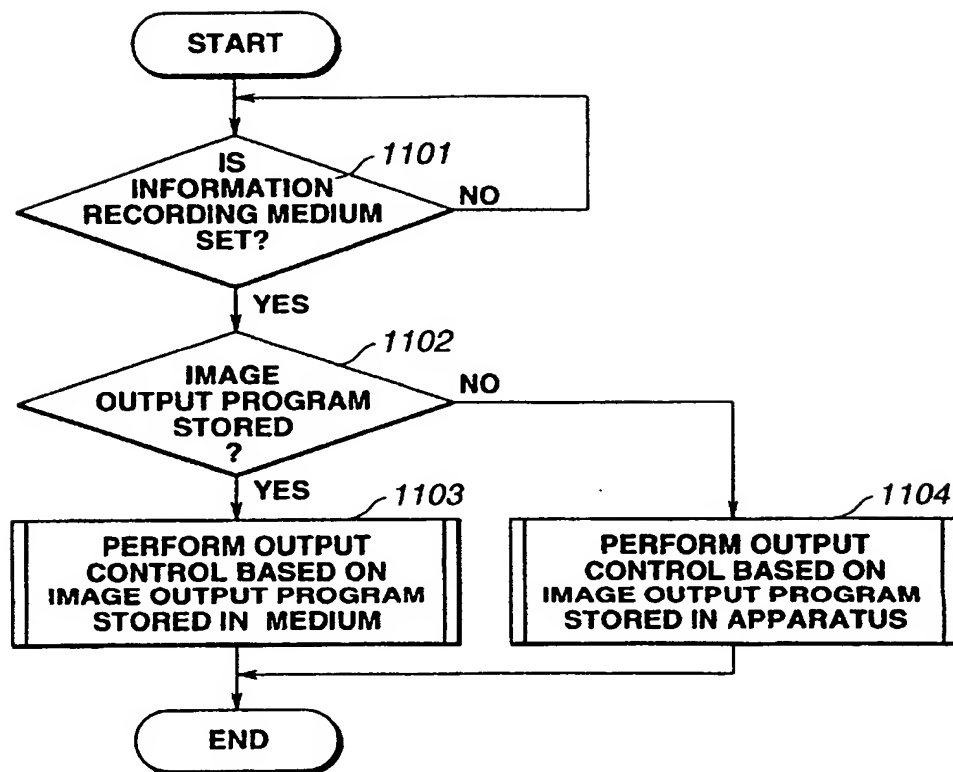 START
1101
IS
INFORMATION
RECORDING MEDIUM
SET?
NO
YES
1102
IMAGE
OUTPUT PROGRAM
STORED
?
NO
YES
1103
PERFORM OUTPUT
CONTROL BASED ON
IMAGE OUTPUT PROGRAM
STORED IN MEDIUM
1104
PERFORM OUTPUT
CONTROL BASED ON
IMAGE OUTPUT PROGRAM
STORED IN APPARATUS
END